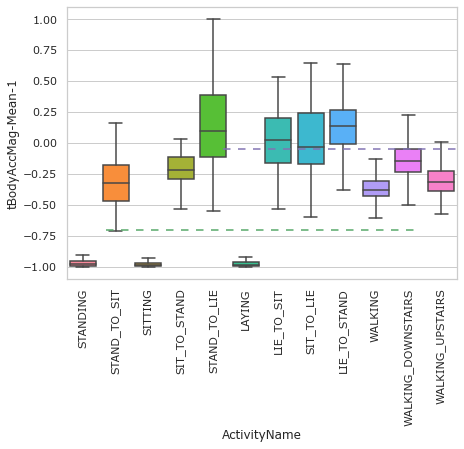 1.00
0.75
0.50
0.25
0.00
−0.25
−0.50
−0.75
−1.00
tBodyAccMag-Mean-1
STANDING
STAND_TO_SIT
SITTING
SIT_TO_STAND
STAND_TO_LIE
LAYING
LIE_TO_SIT
SIT_TO_LIE
LIE_TO_STAND
WALKING
WALKING_DOWNSTAIRS
WALKING_UPSTAIRS
ActivityName